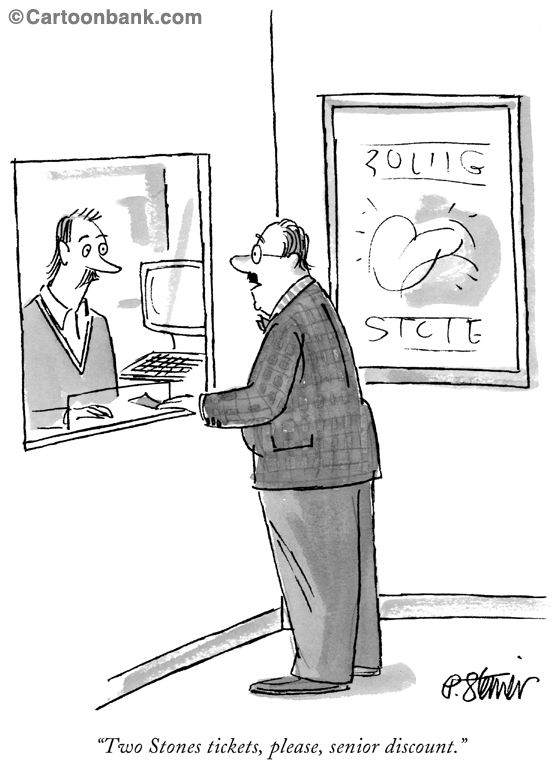 ©Cartoonbank.com
P. Steiner
“Two Stones tickets, please, senior discount.”